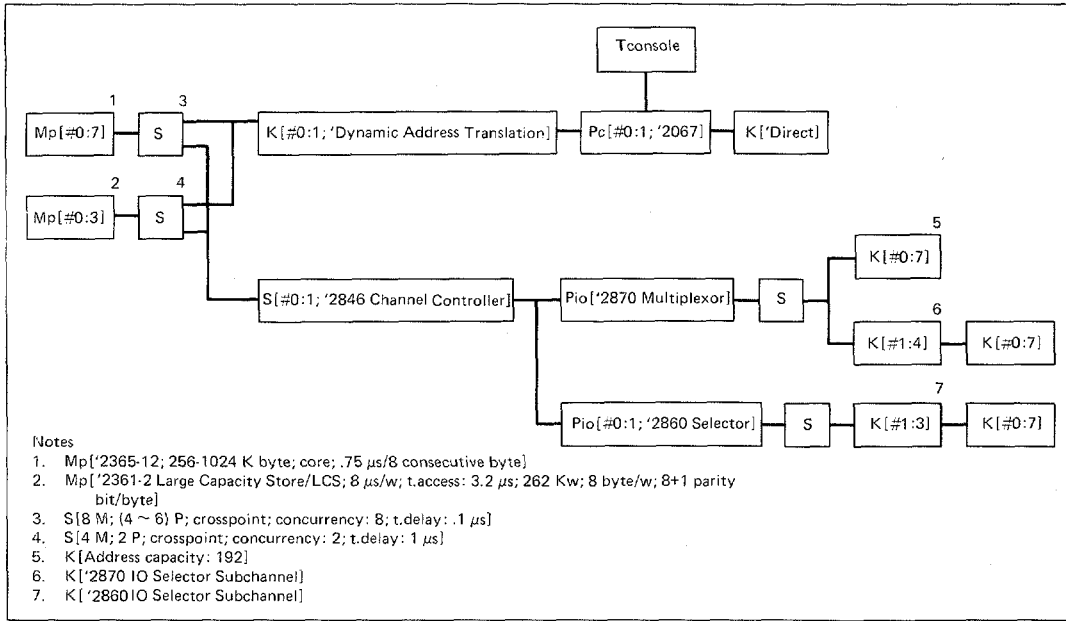 Tconsole
1
3
Mp[#0:7]
S
K[#0:1; 'Dynamic Address Translation]
Pc[#0:1; '2067]
K['Direct]
2
4
Mp[#0:3]
S
5
K[#0:7]
S[#0:1; '2846 Channel Controller]
Pio['2870 Multiplexor]
S
6
K[#1:4]
K[#0:7]
7
Pio[#0:1; '2860 Selector]
S
K[#1:3]
K[#0:7]
Notes
1. Mp['2365-12; 256-1024 K byte; core; .75 μs/8 consecutive byte]
2. Mp['2361-2 Large Capacity Store/LCS; 8 μs/w; t.access: 3.2 μs; 262 Kw; 8 byte/w; 8+1 parity
bit/byte]
3. S[8 M; (4 ~ 6) P; crosspoint; concurrency: 8; t.delay: .1 μs]
4. S[4 M; 2 P; crosspoint; concurrency: 2; t.delay: 1 μs]
5. K[Address capacity: 192]
6. K['2870 IO Selector Subchannel]
7. K['2860 IO Selector Subchannel]